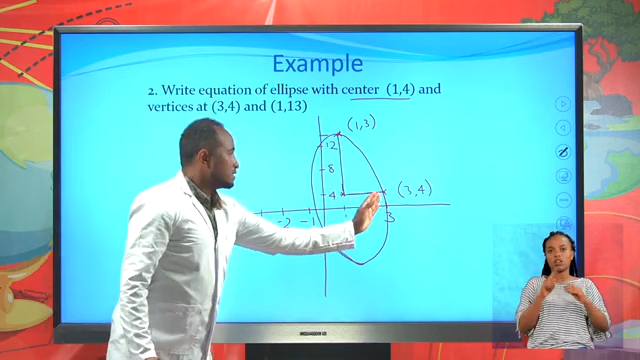 Example
2. Write equation of ellipse with center (1,4) and
vertices at (3,4) and (1,13)
(1,3)
12
8
4
(3,4)
-2 -1 3